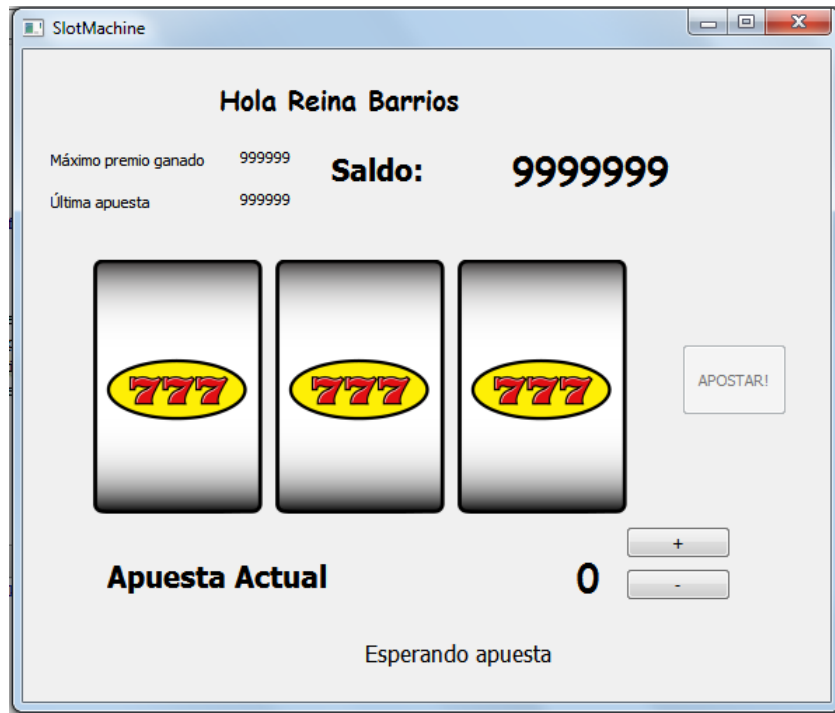 SlotMachine
Hola Reina Barrios
Máximo premio ganado 999999
Saldo: 9999999
Última apuesta 999999
777 777 777
APOSTAR!
+
Apuesta Actual 0
-
Esperando apuesta